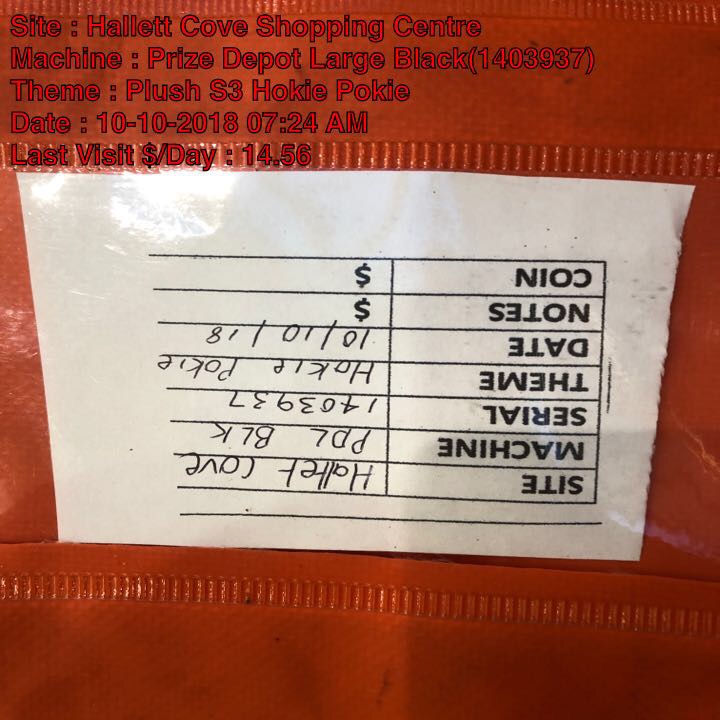 Site : Hallett Cove Shopping Centre
Machine : Prize Depot Large Black(1403937)
Theme : Plush S3 Hokie Pokie
Date : 10-10-2018 07:24 AM
Last Visit $/Day : 14.56
SITE Hallet Cove
MACHINE PDL BLK
SERIAL 1403937
THEME Hokie Pokie
DATE 10/10/18
NOTES $
COIN $